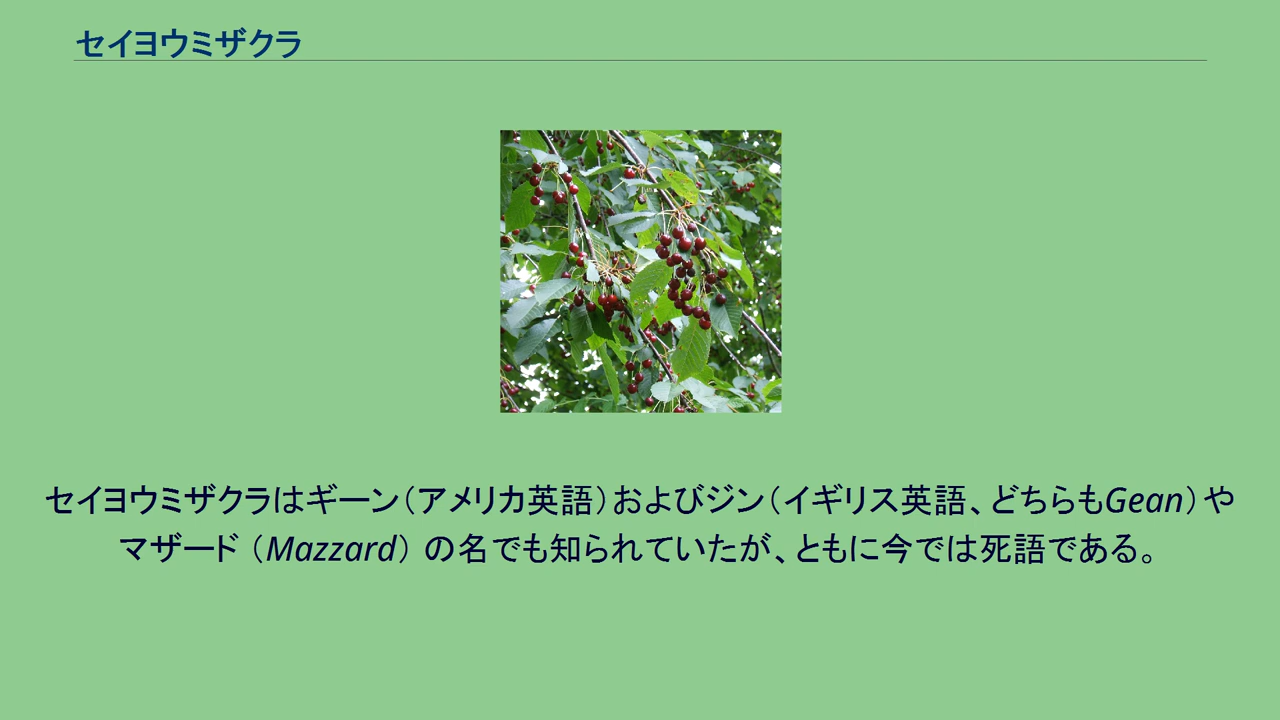 セイヨウミザクラ
セイヨウミザクラはギーン（アメリカ英語）およびジン（イギリス英語、どちらもGean）や
マザード（Mazzard） の名でも知られていたが、ともに今では死語である。